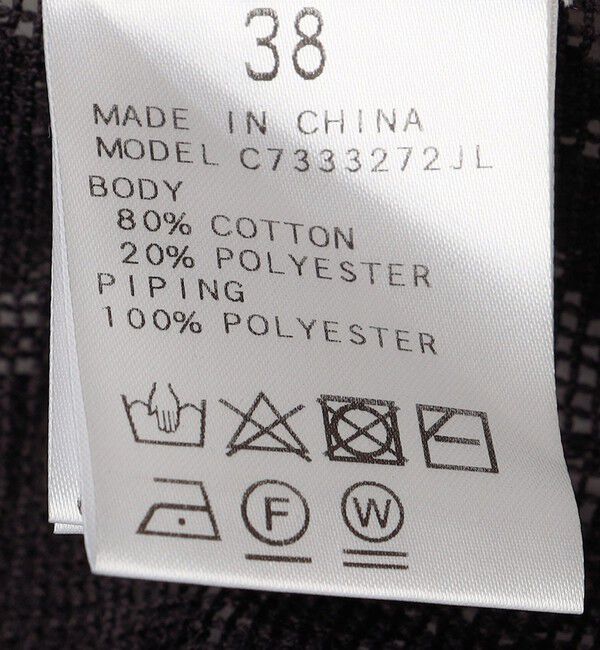 38
MADE IN CHINA
MODEL C7333272JL
BODY
80% COTTON
20% POLYESTER
PIPING
100% POLYESTER
F W